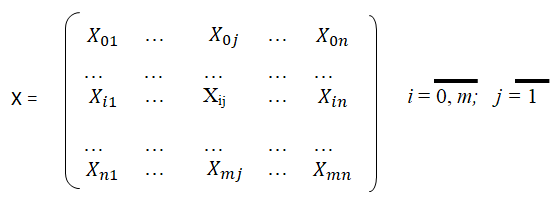 X₀₁ … X₀ⱼ … X₀ₙ
… … … … …
X = Xᵢ₁ … Xᵢⱼ … Xᵢₙ i = 0, m; j = 1
… … … … …
Xₙ₁ … Xₘⱼ … Xₘₙ